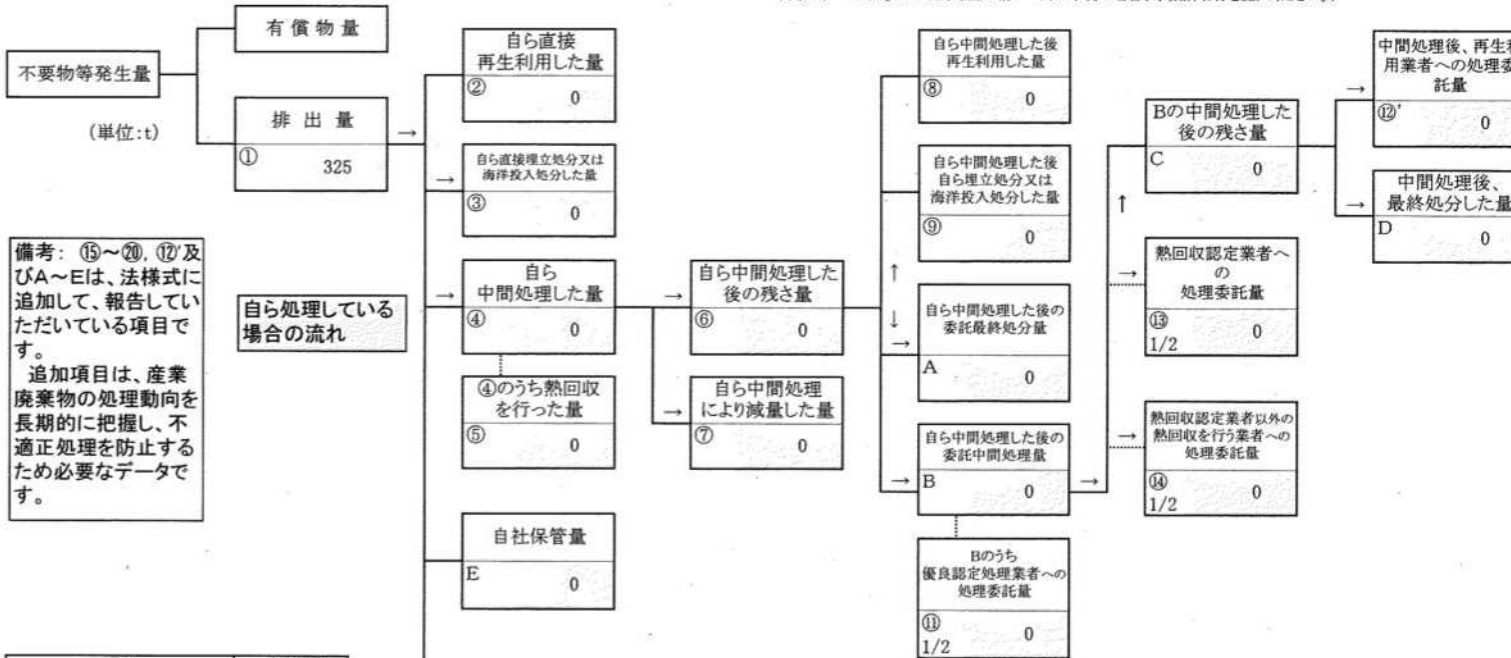 不要物等発生量
有償物量
(単位:t)
排出量
①
325
→
備考： ⑮～⑳, ⑫'及
びA～Eは、法様式に
追加して、報告してい
ただいている項目で
す。
追加項目は、産業
廃棄物の処理動向を
長期的に把握し、不
適正処理を防止する
ため必要なデータで
す。
自ら処理している
場合の流れ
自ら直接
再生利用した量
②
0
→
自ら直接埋立処分又は
海洋投入処分した量
③
0
→
自ら
中間処理した量
④
0
④のうち熱回収
を行った量
⑤
0
自社保管量
E
0
→
自ら中間処理した
後の残さ量
⑥
0
→
自ら中間処理
により減量した量
⑦
0
自ら中間処理した後
再生利用した量
⑧
0
自ら中間処理した後
自ら埋立処分又は
海洋投入処分した量
⑨
0
↑
↓
→
自ら中間処理した後の
委託最終処分量
A
0
→
自ら中間処理した後の
委託中間処理量
B
0
→
Bのうち
優良認定処理業者への
処理委託量
⑪
1/2
0
Bの中間処理した
後の残さ量
C
0
↑
→
熱回収認定業者へ
の
処理委託量
⑬
1/2
0
→
熱回収認定業者以外の
熱回収を行う業者への
処理委託量
⑭
1/2
0
→
中間処理後、再生利
用業者への処理委
託量
⑫'
0
→
中間処理後、
最終処分した量
D
0